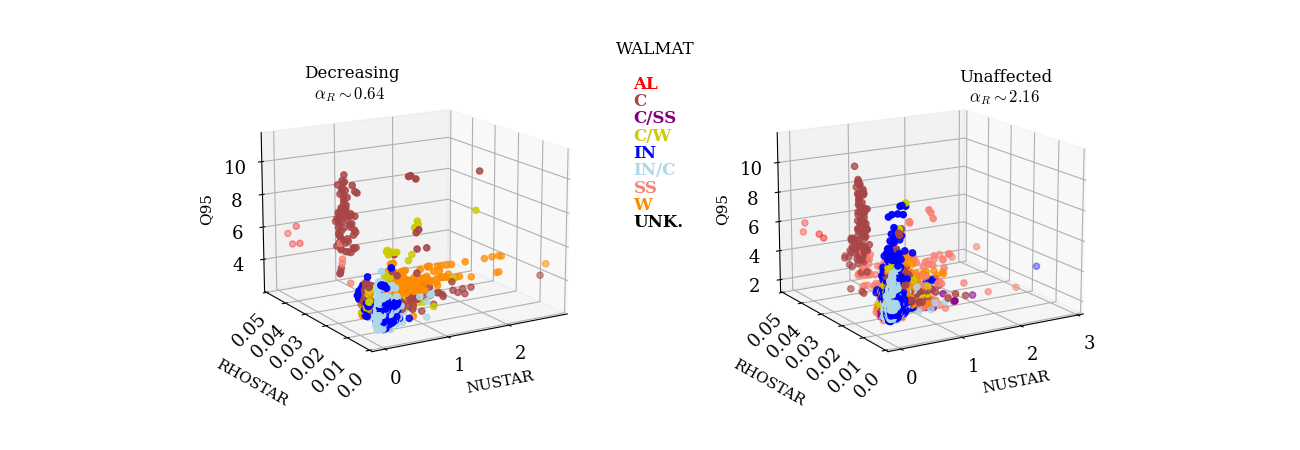 WALMAT
Decreasing
α_R ~ 0.64
Unaffected
α_R ~ 2.16
AL
C
C/SS
C/W
IN
IN/C
SS
W
UNK.
Q95
10
8
6
4
0.05
0.04
0.03
0.02
0.01
0.0
RHOSTAR
0
1
2
NUSTAR
Q95
10
8
6
4
2
0.05
0.04
0.03
0.02
0.01
0.0
RHOSTAR
0
1
2
3
NUSTAR